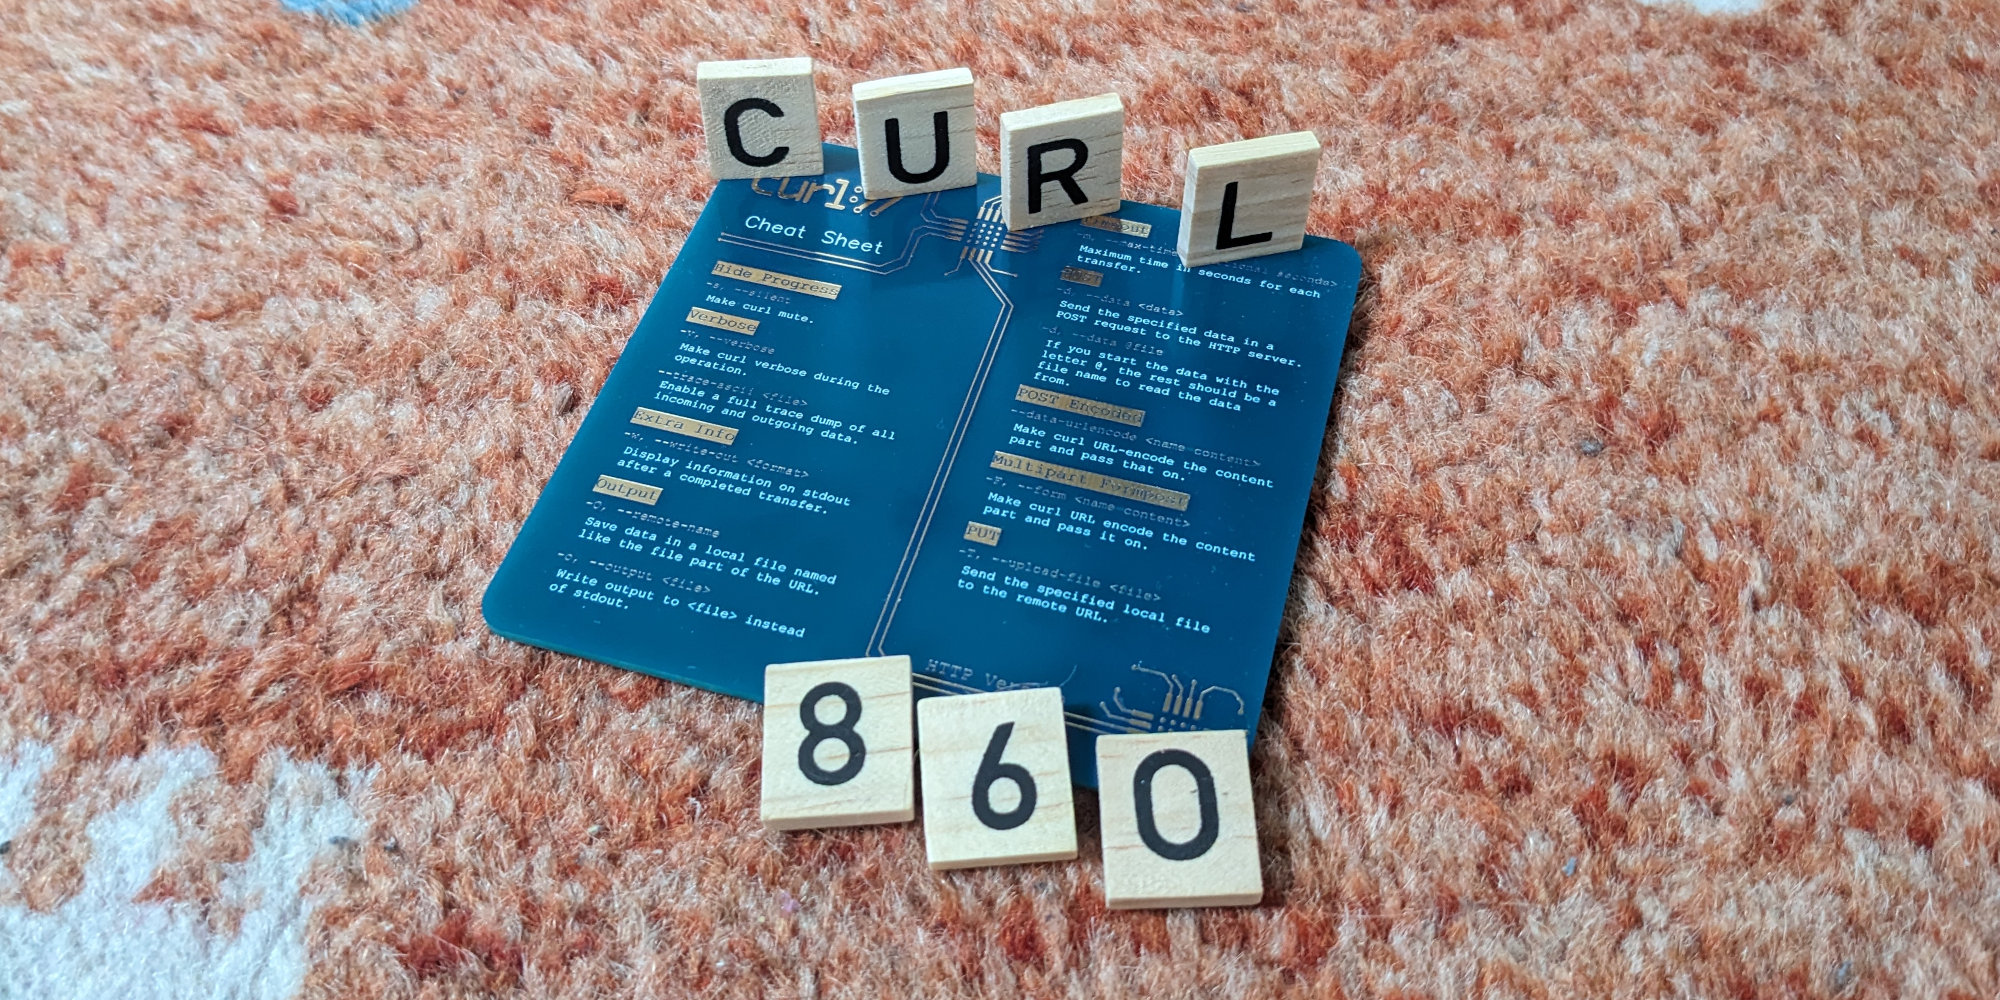 C U R L
curl://
Cheat Sheet
Hide Progress
-s, --silent
Make curl mute.
Verbose
-v, --verbose
Make curl verbose during the
operation.
--trace-ascii <file>
Enable a full trace dump of all
incoming and outgoing data.
Extra Info
-w, --write-out <format>
Display information on stdout
after a completed transfer.
Output
-O, --remote-name
Save data in a local file named
like the file part of the URL.
-o, --output <file>
Write output to <file> instead
of stdout.
seconds>
Maximum time in seconds for each
transfer.
POST
-d, --data <data>
Send the specified data in a
POST request to the HTTP server.
-d, --data @file
If you start the data with the
letter @, the rest should be a
file name to read the data
from.
POST Encoded
--data-urlencode <name-content>
Make curl URL-encode the content
part and pass that on.
Multipart Formpost
-F, --form <name-content>
Make curl URL encode the content
part and pass it on.
PUT
-T, --upload-file <file>
Send the specified local file
to the remote URL.
HTTP
8 6 0